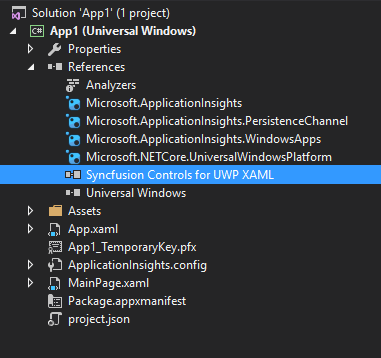 Solution 'App1' (1 project)
C# App1 (Universal Windows)
Properties
References
Analyzers
Microsoft.ApplicationInsights
Microsoft.ApplicationInsights.PersistenceChannel
Microsoft.ApplicationInsights.WindowsApps
Microsoft.NETCore.UniversalWindowsPlatform
Syncfusion Controls for UWP XAML
Universal Windows
Assets
App.xaml
App1_TemporaryKey.pfx
ApplicationInsights.config
MainPage.xaml
Package.appxmanifest
project.json